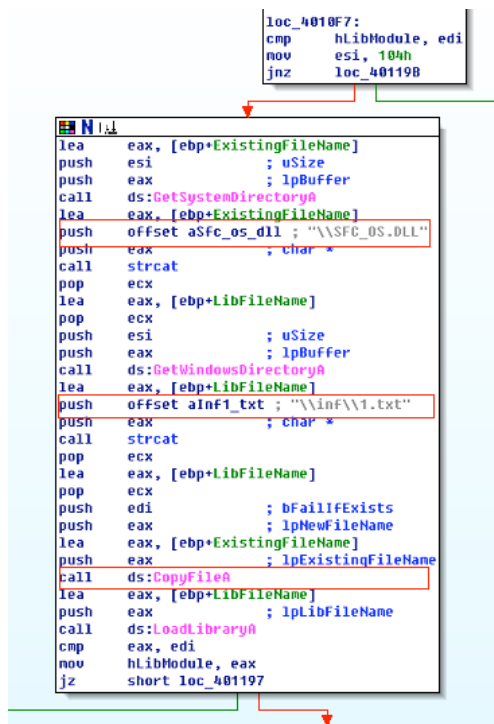 loc_4010F7:
cmp hLibModule, edi
mov esi, 104h
jnz loc_40119B
N
lea eax, [ebp+ExistingFileName]
push esi ; uSize
push eax ; lpBuffer
call ds:GetSystemDirectoryA
lea eax, [ebp+ExistingFileName]
push offset aSfc_os_dll ; "\\SFC_OS.DLL"
push eax ; char *
call strcat
pop ecx
lea eax, [ebp+LibFileName]
pop ecx
push esi ; uSize
push eax ; lpBuffer
call ds:GetWindowsDirectoryA
lea eax, [ebp+LibFileName]
push offset aInf1_txt ; "\\inf\\1.txt"
push eax ; char *
call strcat
pop ecx
lea eax, [ebp+LibFileName]
pop ecx
push edi ; bFailIfExists
push eax ; lpNewFileName
lea eax, [ebp+ExistingFileName]
push eax ; lpExistingFileName
call ds:CopyFileA
lea eax, [ebp+LibFileName]
push eax ; lpLibFileName
call ds:LoadLibraryA
cmp eax, edi
mov hLibModule, eax
jz short loc_401197